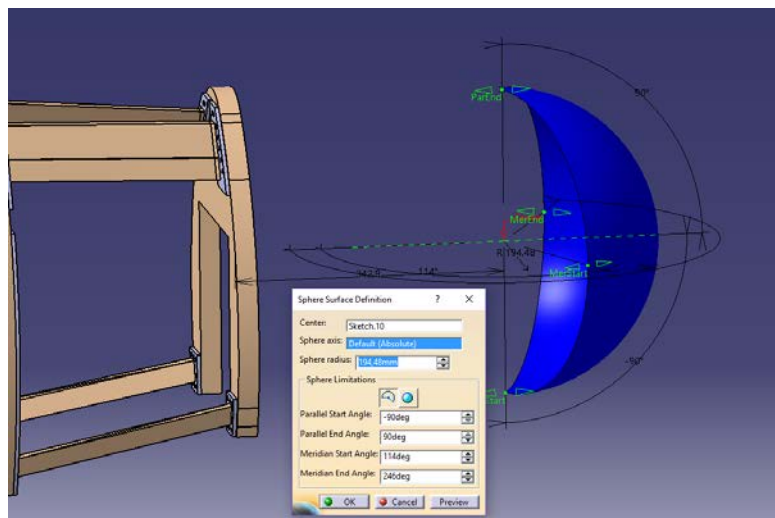 90°
ParEnd
MerEnd
R 194.48
MerStart
114°
-90°
Sphere Surface Definition
?
Center:
Sketch.10
Sphere axis:
Default (Absolute)
Sphere radius:
194,48mm
Sphere Limitations
Parallel Start Angle:
-90deg
Parallel End Angle:
90deg
Meridian Start Angle:
114deg
Meridian End Angle:
246deg
OK
Cancel
Preview